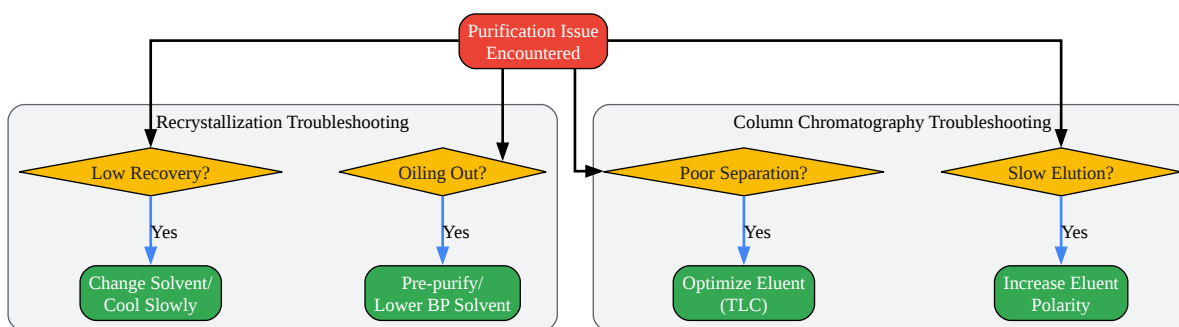 Purification Issue
Encountered
Recrystallization Troubleshooting
Column Chromatography Troubleshooting
Low Recovery?
Oiling Out?
Poor Separation?
Slow Elution?
Yes
Yes
Yes
Yes
Change Solvent/
Cool Slowly
Pre-purify/
Lower BP Solvent
Optimize Eluent
(TLC)
Increase Eluent
Polarity